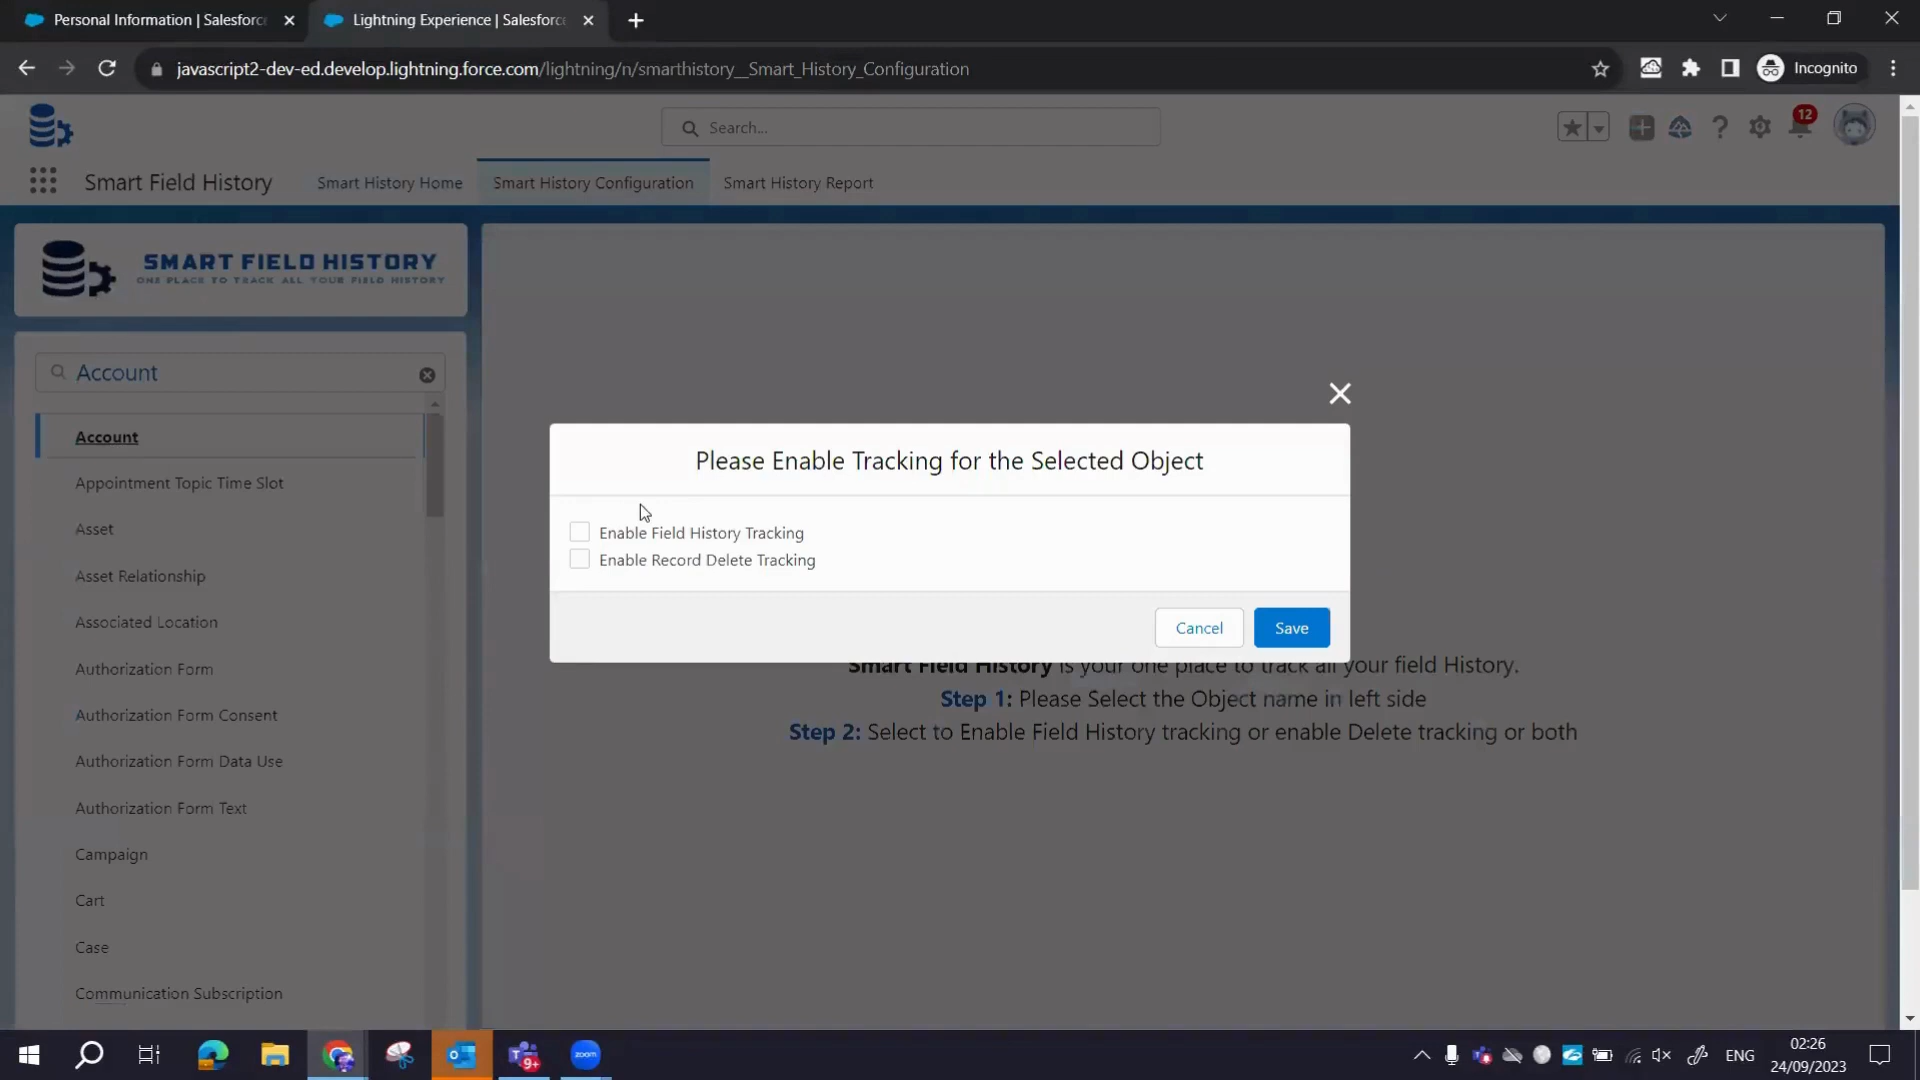 Personal Information | Salesforc
Lightning Experience | Salesforc
javascript2-dev-ed.develop.lightning.force.com/lightning/n/smarthistory__Smart_History_Configuration
Incognito
Search...
12
Smart Field History
Smart History Home
Smart History Configuration
Smart History Report
SMART FIELD HISTORY
ONE PLACE TO TRACK ALL YOUR FIELD HISTORY
Account
Account
Appointment Topic Time Slot
Asset
Asset Relationship
Associated Location
Authorization Form
Authorization Form Consent
Authorization Form Data Use
Authorization Form Text
Campaign
Cart
Case
Communication Subscription
Please Enable Tracking for the Selected Object
Enable Field History Tracking
Enable Record Delete Tracking
Cancel
Save
Smart Field History is your one place to track all your field History.
Step 1: Please Select the Object name in left side
Step 2: Select to Enable Field History tracking or enable Delete tracking or both
9+
zoom
ENG
02:26
24/09/2023